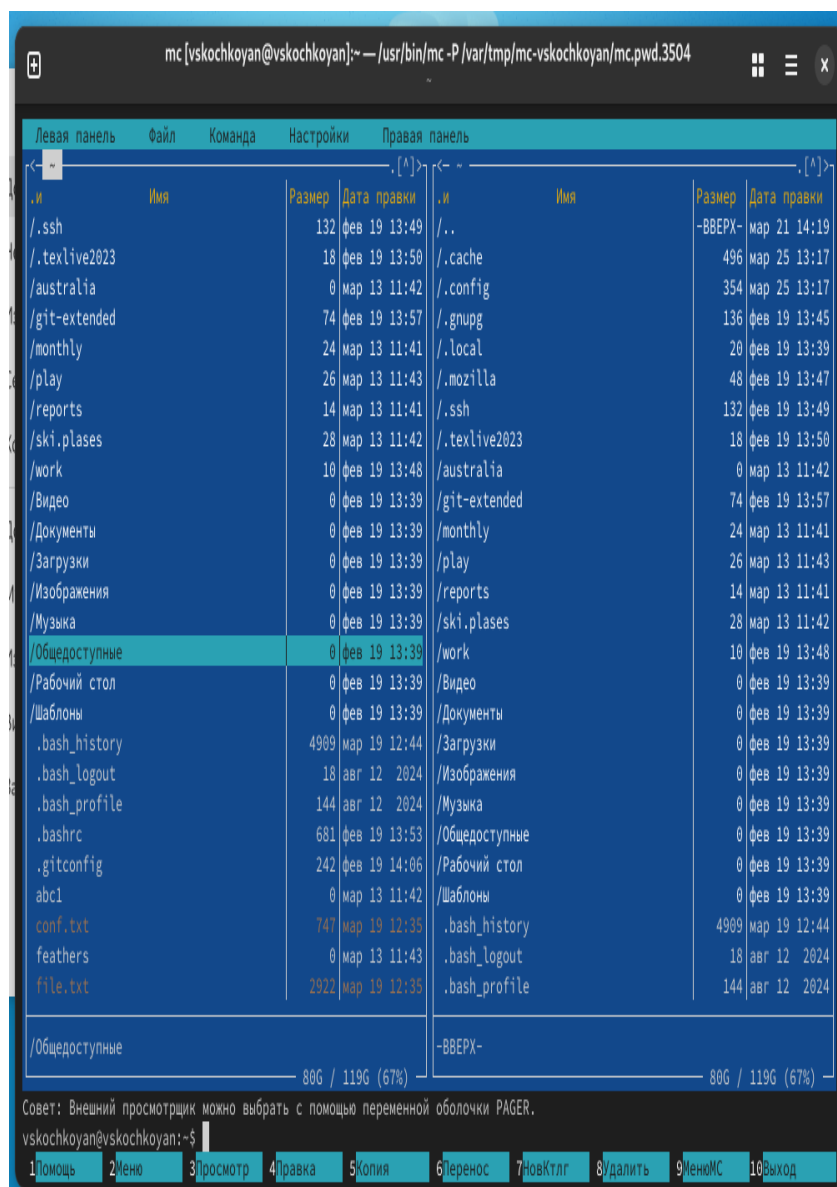 mc [vskochkoyan@vskochkoyan]:~ — /usr/bin/mc -P /var/tmp/mc-vskochkoyan/mc.pwd.3504
~
Левая панель Файл Команда Настройки Правая панель
<— ~ .[^]>
.и Имя Размер Дата правки
/.ssh 132 фев 19 13:49
/.texlive2023 18 фев 19 13:50
/australia 0 мар 13 11:42
/git-extended 74 фев 19 13:57
/monthly 24 мар 13 11:41
/play 26 мар 13 11:43
/reports 14 мар 13 11:41
/ski.plases 28 мар 13 11:42
/work 10 фев 19 13:48
/Видео 0 фев 19 13:39
/Документы 0 фев 19 13:39
/Загрузки 0 фев 19 13:39
/Изображения 0 фев 19 13:39
/Музыка 0 фев 19 13:39
/Общедоступные 0 фев 19 13:39
/Рабочий стол 0 фев 19 13:39
/Шаблоны 0 фев 19 13:39
.bash_history 4909 мар 19 12:44
.bash_logout 18 авг 12 2024
.bash_profile 144 авг 12 2024
.bashrc 681 фев 19 13:53
.gitconfig 242 фев 19 14:06
abc1 0 мар 13 11:42
conf.txt 747 мар 19 12:35
feathers 0 мар 13 11:43
file.txt 2922 мар 19 12:35
/Общедоступные
80G / 119G (67%)
<— ~ .[^]>
.и Имя Размер Дата правки
/.. -ВВЕРХ- мар 21 14:19
/.cache 496 мар 25 13:17
/.config 354 мар 25 13:17
/.gnupg 136 фев 19 13:45
/.local 20 фев 19 13:39
/.mozilla 48 фев 19 13:47
/.ssh 132 фев 19 13:49
/.texlive2023 18 фев 19 13:50
/australia 0 мар 13 11:42
/git-extended 74 фев 19 13:57
/monthly 24 мар 13 11:41
/play 26 мар 13 11:43
/reports 14 мар 13 11:41
/ski.plases 28 мар 13 11:42
/work 10 фев 19 13:48
/Видео 0 фев 19 13:39
/Документы 0 фев 19 13:39
/Загрузки 0 фев 19 13:39
/Изображения 0 фев 19 13:39
/Музыка 0 фев 19 13:39
/Общедоступные 0 фев 19 13:39
/Рабочий стол 0 фев 19 13:39
/Шаблоны 0 фев 19 13:39
.bash_history 4909 мар 19 12:44
.bash_logout 18 авг 12 2024
.bash_profile 144 авг 12 2024
-ВВЕРХ-
80G / 119G (67%)
Совет: Внешний просмотрщик можно выбрать с помощью переменной оболочки PAGER.
vskochkoyan@vskochkoyan:~$
1Помощь 2Меню 3Просмотр 4Правка 5Копия 6Перенос 7НовКтлг 8Удалить 9МенюMC 10Выход